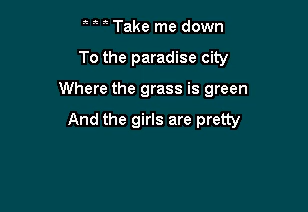 * * * Take me down
To the paradise city
Where the grass is green
And the girls are pretty